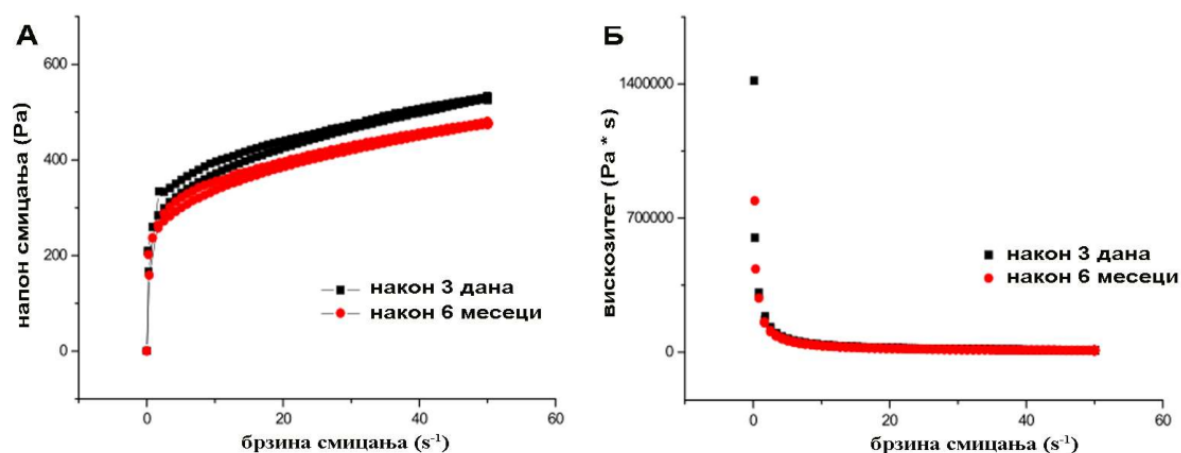 А
напон смицања (Pa)
600
400
200
0
0
20
40
60
брзина смицања (s⁻¹)
након 3 дана
након 6 месеци
Б
вискозитет (Pa * s)
1400000
700000
0
0
20
40
60
брзина смицања (s⁻¹)
након 3 дана
након 6 месеци